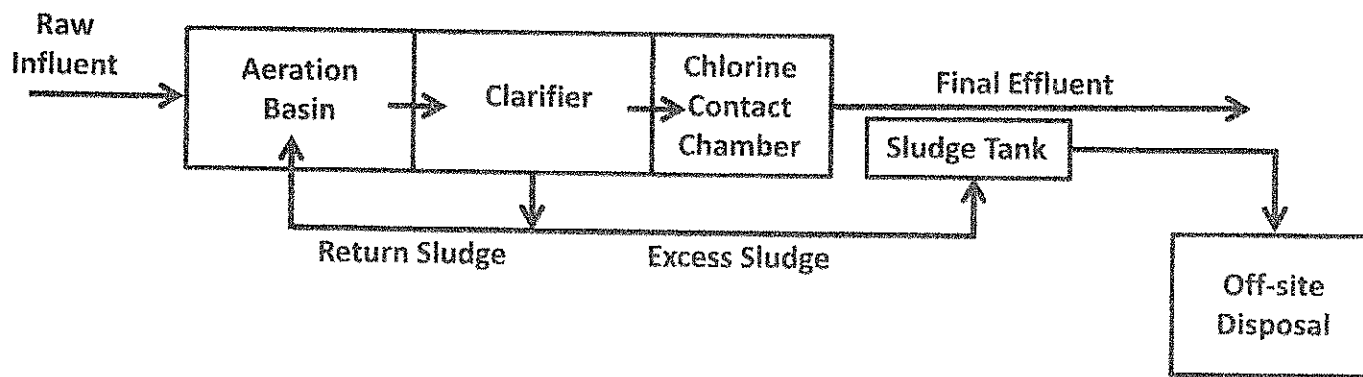 Raw
Influent
Aeration
Basin
Clarifier
Chlorine
Contact
Chamber
Final Effluent
Sludge Tank
Return Sludge
Excess Sludge
Off-site
Disposal